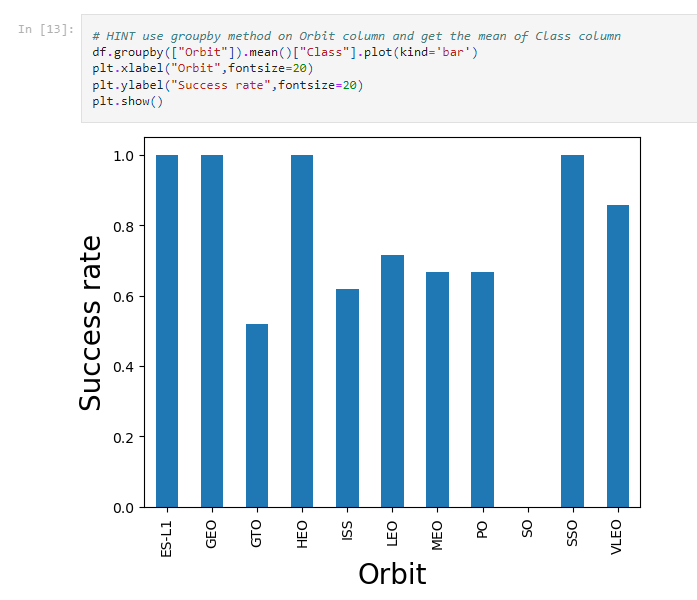 In [13]:
# HINT use groupby method on Orbit column and get the mean of Class column
df.groupby(["Orbit"]).mean()["Class"].plot(kind='bar')
plt.xlabel("Orbit",fontsize=20)
plt.ylabel("Success rate",fontsize=20)
plt.show()
1.0
0.8
0.6
0.4
0.2
0.0
Success rate
ES-L1
GEO
GTO
HEO
ISS
LEO
MEO
PO
SO
SSO
VLEO
Orbit